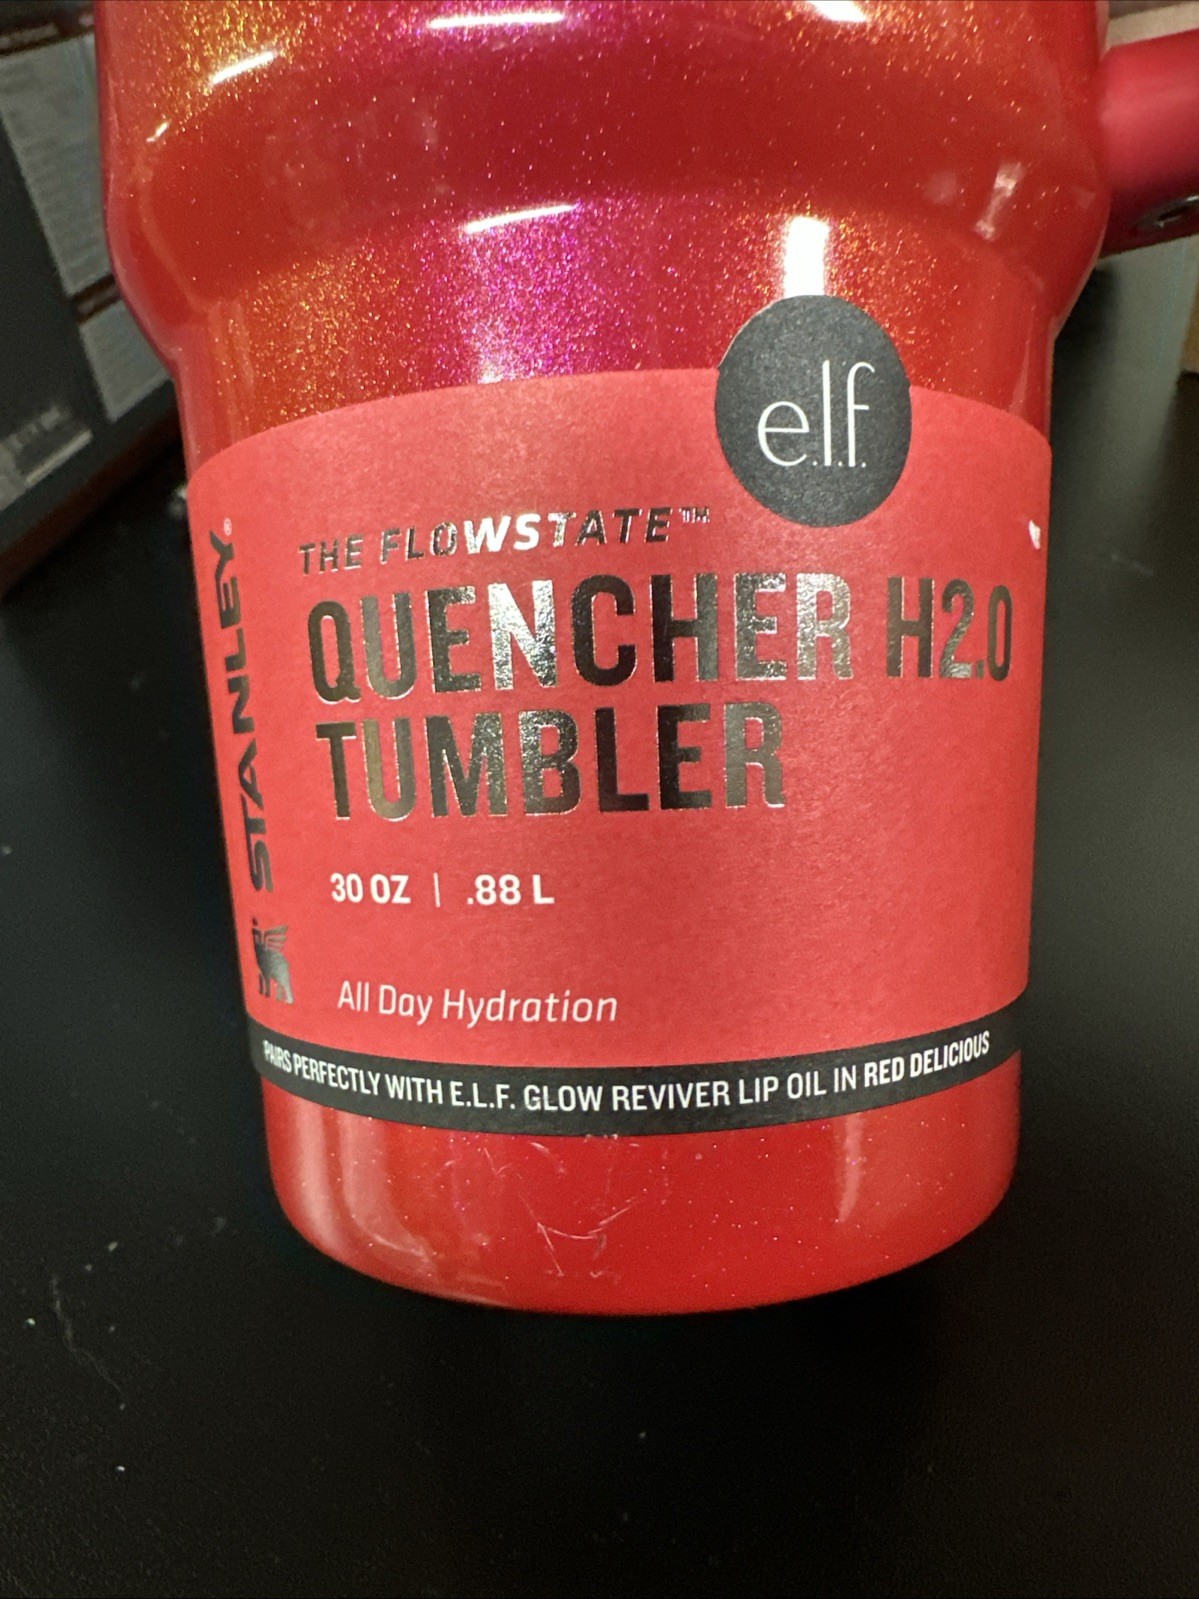 e.l.f.
THE FLOWSTATE™
QUENCHER H2.0
TUMBLER
30 OZ | .88 L
All Day Hydration
STANLEY®
PAIRS PERFECTLY WITH E.L.F. GLOW REVIVER LIP OIL IN RED DELICIOUS